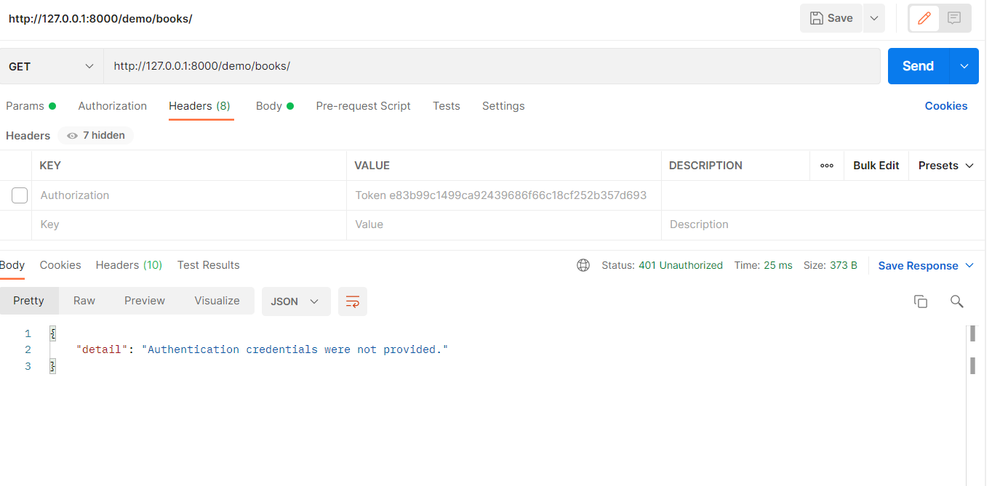 http://127.0.0.1:8000/demo/books/
Save
GET
http://127.0.0.1:8000/demo/books/
Send
Params
Authorization
Headers (8)
Body
Pre-request Script
Tests
Settings
Cookies
Headers
7 hidden
KEY
VALUE
DESCRIPTION
Bulk Edit
Presets
Authorization
Token e83b99c1499ca92439686f66c18cf252b357d693
Key
Value
Description
Body
Cookies
Headers (10)
Test Results
Status: 401 Unauthorized
Time: 25 ms
Size: 373 B
Save Response
Pretty
Raw
Preview
Visualize
JSON
1 {
2 "detail": "Authentication credentials were not provided."
3 }